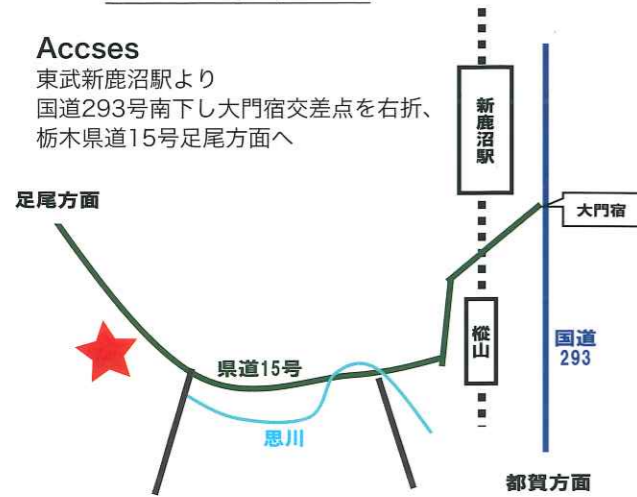 Accses
東武新鹿沼駅より
国道293号南下し大門宿交差点を右折、
栃木県道15号足尾方面へ
足尾方面
新鹿沼駅
大門宿
樅山
国道
293
県道15号
思川
都賀方面